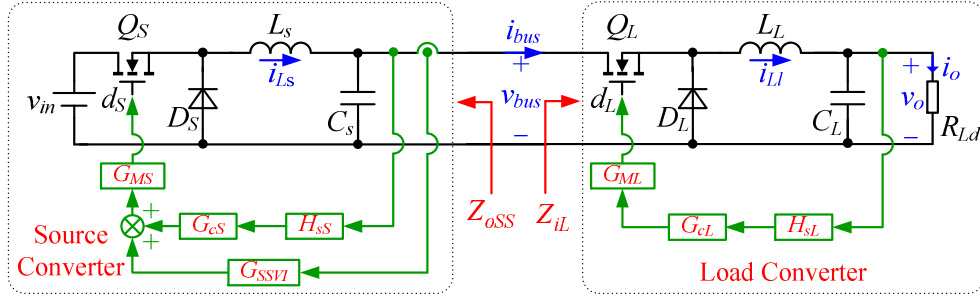 Q_S
L_s
i_bus
Q_L
L_L
i_Ls
+
i_Ll
+
i_o
v_in
d_S
D_S
C_s
v_bus
d_L
D_L
C_L
v_o
R_Ld
−
−
G_MS
G_ML
+
+
G_cS
H_sS
Z_oSS
Z_iL
G_cL
H_sL
Source
Converter
G_SSVI
Load Converter